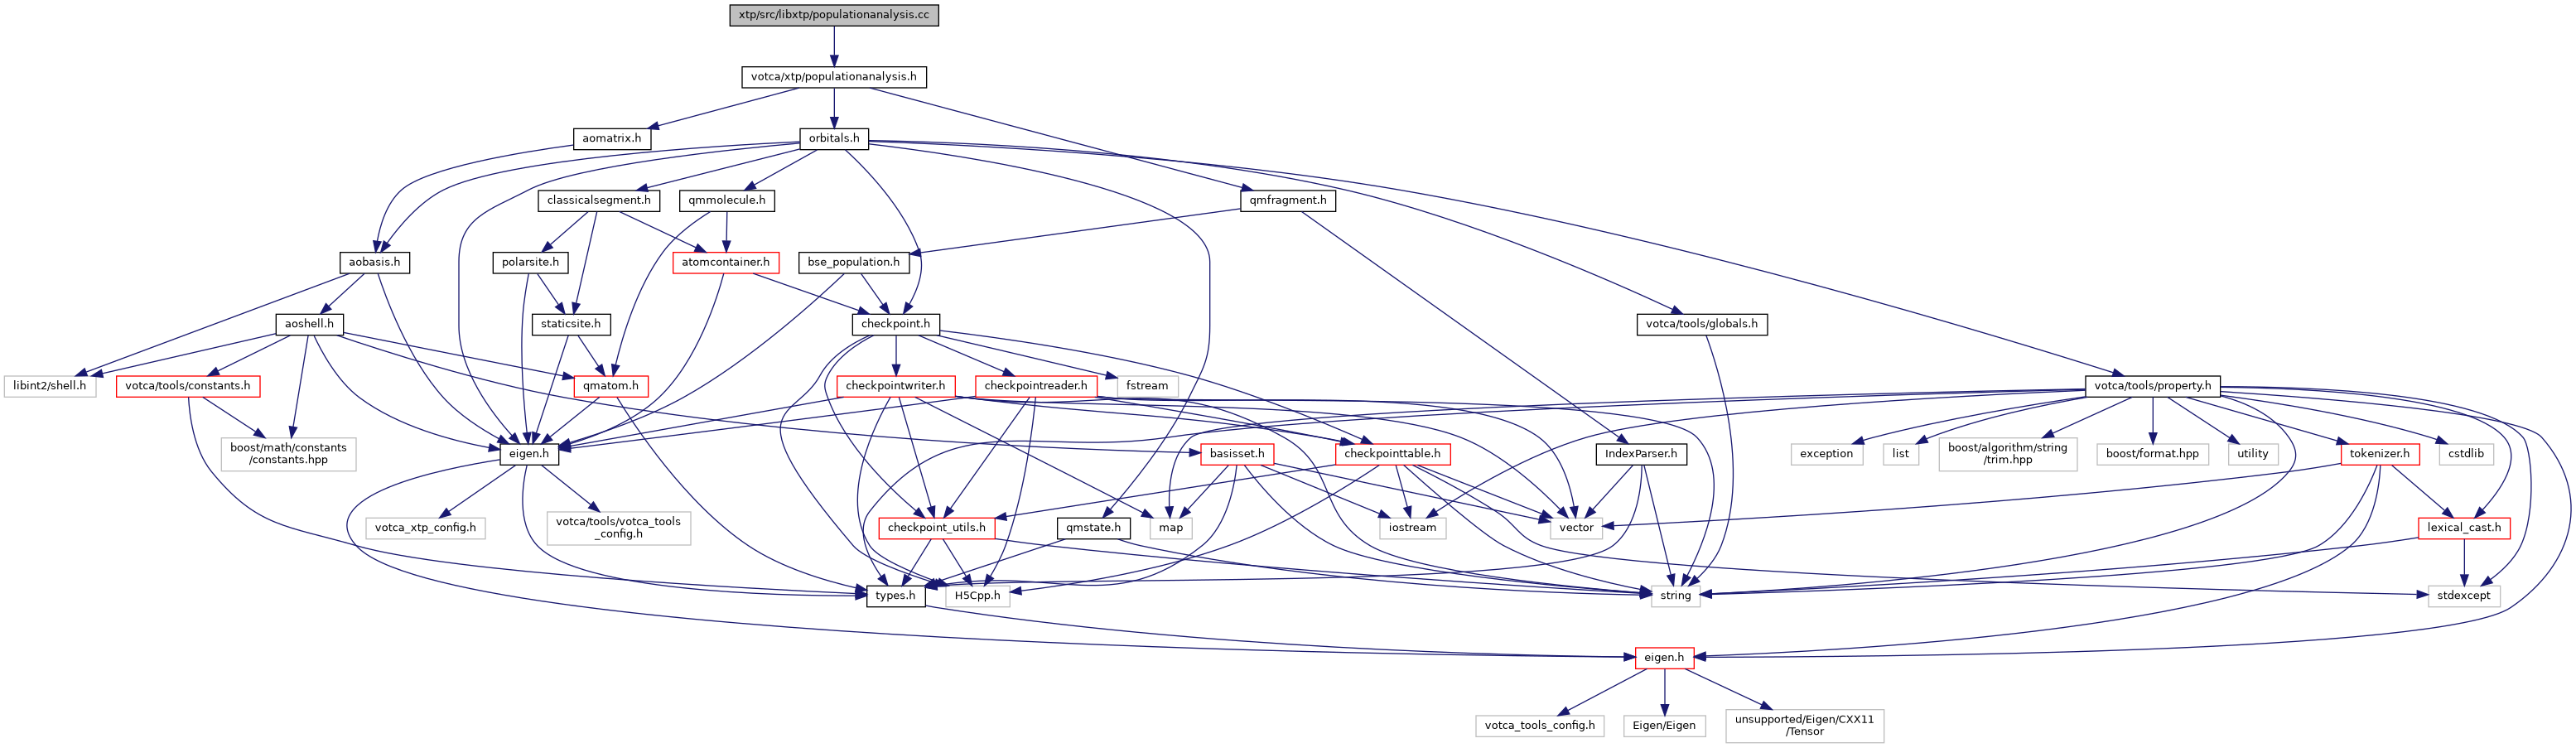 xtp/src/libxtp/populationanalysis.cc
votca/xtp/populationanalysis.h
aomatrix.h
orbitals.h
classicalsegment.h
qmmolecule.h
qmfragment.h
aobasis.h
polarsite.h
atomcontainer.h
bse_population.h
aoshell.h
staticsite.h
checkpoint.h
votca/tools/globals.h
libint2/shell.h
votca/tools/constants.h
qmatom.h
checkpointwriter.h
checkpointreader.h
fstream
votca/tools/property.h
boost/math/constants
/constants.hpp
eigen.h
basisset.h
checkpointtable.h
IndexParser.h
exception
list
boost/algorithm/string
/trim.hpp
boost/format.hpp
utility
tokenizer.h
cstdlib
votca_xtp_config.h
votca/tools/votca_tools
_config.h
checkpoint_utils.h
qmstate.h
map
iostream
vector
lexical_cast.h
types.h
H5Cpp.h
string
stdexcept
eigen.h
votca_tools_config.h
Eigen/Eigen
unsupported/Eigen/CXX11
/Tensor